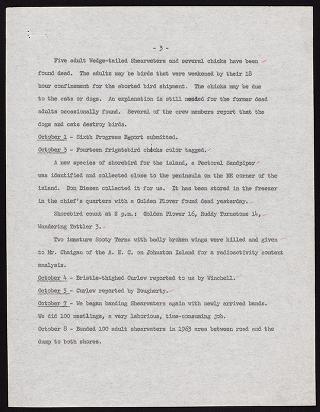 - 3 -
Five adult Wedge-tailed Shearwaters and several chicks have been
found dead. The adults may be birds that were weakened by their 18
hour confinement for the aborted bird shipment. The chicks may be due
to the cats or dogs. An explanation is still needed for the former dead
adults occasionally found. Several of the crew members report that the
dogs and cats destroy birds.
October 1 - Sixth Progress Report submitted.
October 3 - Fourteen frigatebird chicks color tagged.
A new species of shorebird for the island, a Pectoral Sandpiper
was identified and collected close to the peninsula on the NE corner of the
island. Don Biesen collected it for us. It has been stored in the freezer
in the chief's quarters with a Golden Plover found dead yesterday.
Shorebird count at 2 p.m.: Golden Plover 16, Ruddy Turnstone 14,
Wandering Tattler 3.
Two immature Sooty Terns with badly broken wings were killed and given
to Mr. Chaigan of the A. E. C. on Johnston Island for a radioactivity content
analysis.
October 4 - Bristle-thighed Curlew reported to us by Winchell.
October 5 - Curlew reported by Dougherty.
October 7 - We began banding Shearwaters again with newly arrived bands.
We did 100 nestlings, a very laborious, time-consuming job.
October 8 - Banded 100 adult shearwaters in 1963 area between road and the
dump to both shores.